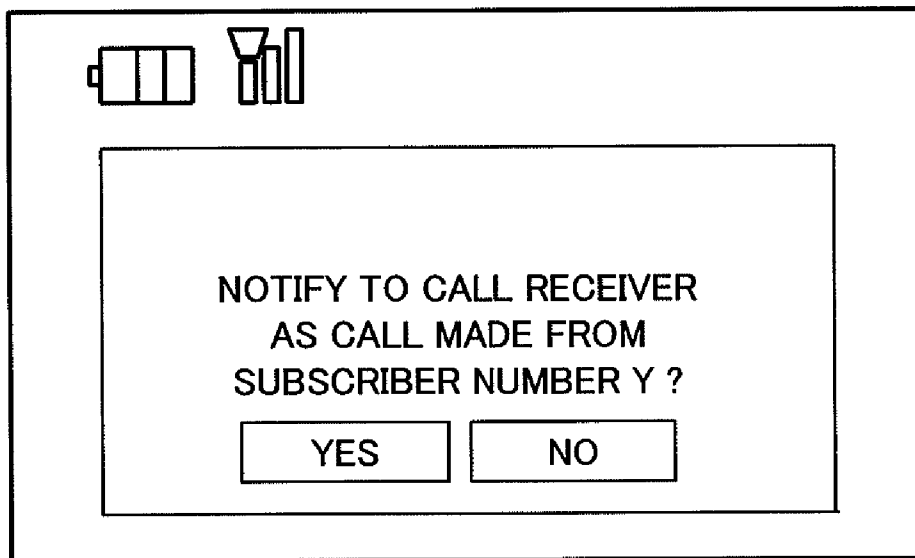 NOTIFY TO CALL RECEIVER
AS CALL MADE FROM
SUBSCRIBER NUMBER Y ?
YES NO